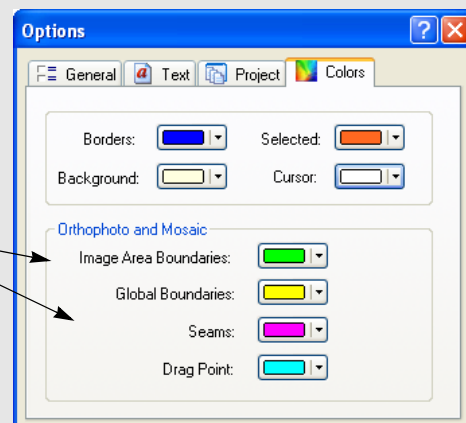 Options
General Text Project Colors
Borders: Selected:
Background: Cursor:
Orthophoto and Mosaic
Image Area Boundaries:
Global Boundaries:
Seams:
Drag Point: